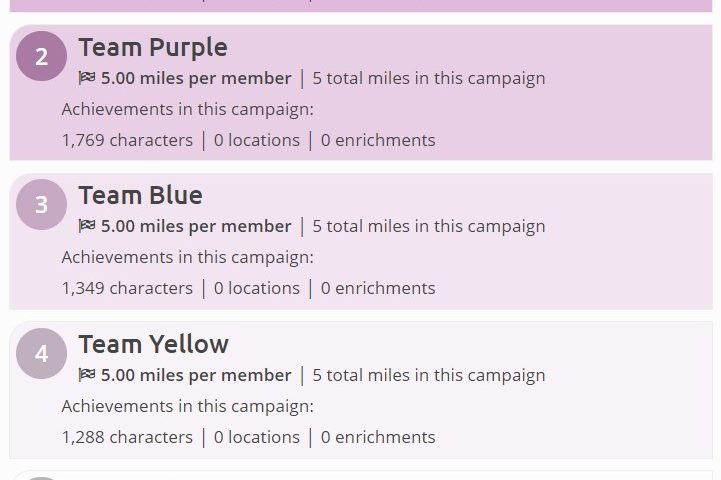 2
Team Purple
5.00 miles per member | 5 total miles in this campaign
Achievements in this campaign:
1,769 characters | 0 locations | 0 enrichments
3
Team Blue
5.00 miles per member | 5 total miles in this campaign
Achievements in this campaign:
1,349 characters | 0 locations | 0 enrichments
4
Team Yellow
5.00 miles per member | 5 total miles in this campaign
Achievements in this campaign:
1,288 characters | 0 locations | 0 enrichments